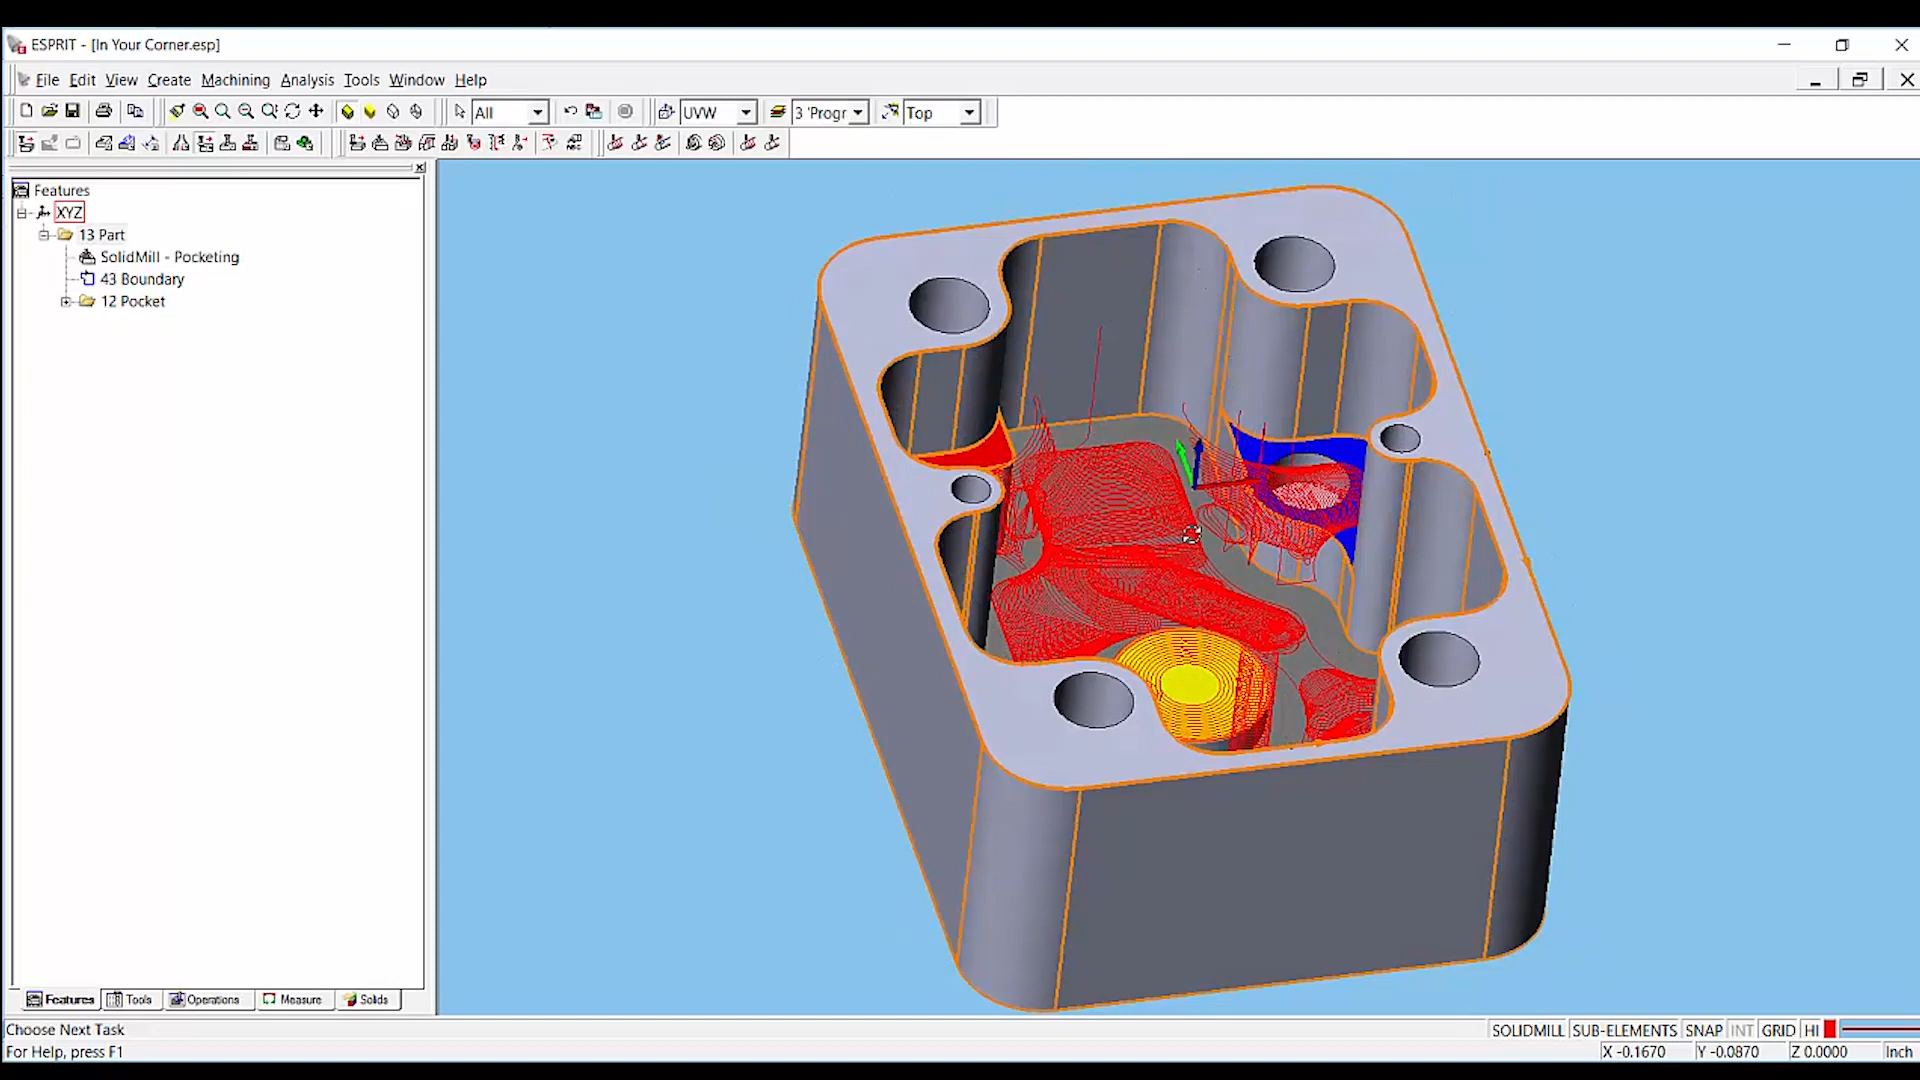 ESPRIT - [In Your Corner.esp]
File Edit View Create Machining Analysis Tools Window Help
All UVW 3 'Progr Top
Features
XYZ
13 Part
SolidMill - Pocketing
43 Boundary
12 Pocket
Features Tools Operations Measure Solids
Choose Next Task SOLIDMILL SUB-ELEMENTS SNAP INT GRID HI
For Help, press F1 X -0.1670 Y -0.0870 Z 0.0000 Inch